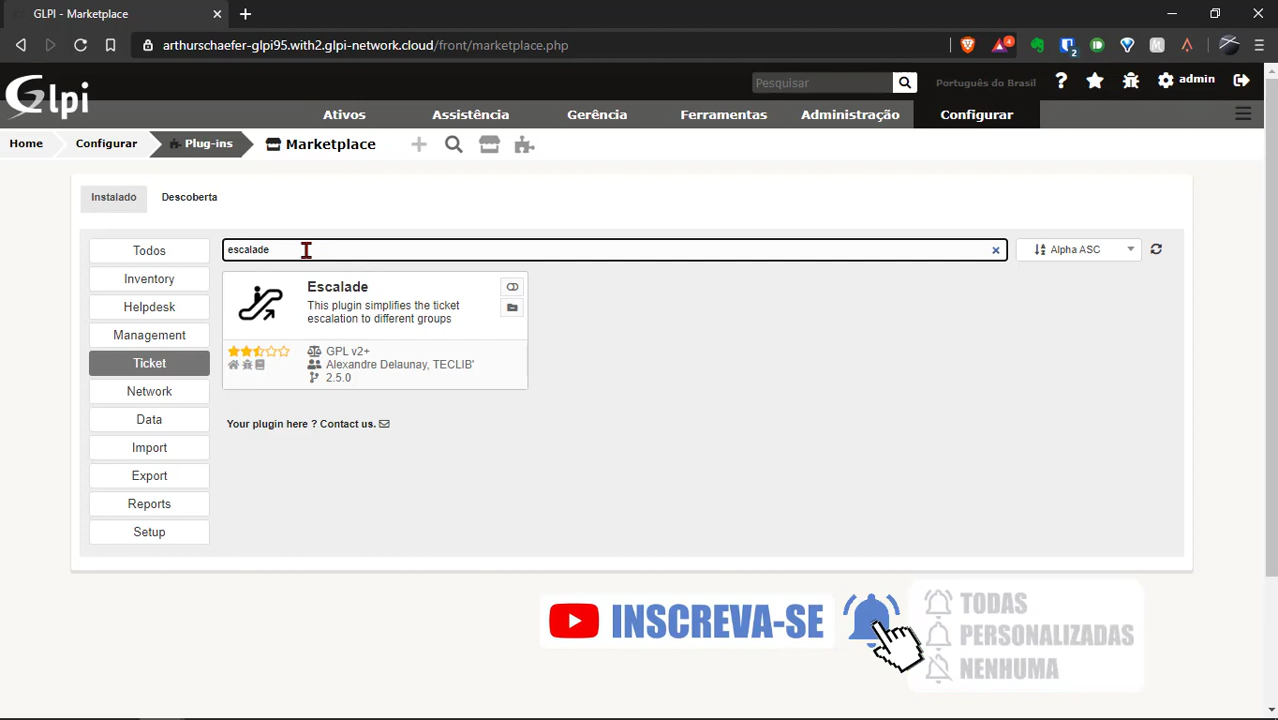 GLPI - Marketplace
arthurschaefer-glpi95.with2.glpi-network.cloud/front/marketplace.php
4
2
Glpi
Pesquisar
Português do Brasil
?
admin
Ativos
Assistência
Gerência
Ferramentas
Administração
Configurar
Home
Configurar
Plug-ins
Marketplace
Instalado
Descoberta
Todos
Inventory
Helpdesk
Management
Ticket
Network
Data
Import
Export
Reports
Setup
escalade
Alpha ASC
Escalade
This plugin simplifies the ticket
escalation to different groups
GPL v2+
Alexandre Delaunay, TECLIB'
2.5.0
Your plugin here ? Contact us.
INSCREVA-SE
TODAS
PERSONALIZADAS
NENHUMA